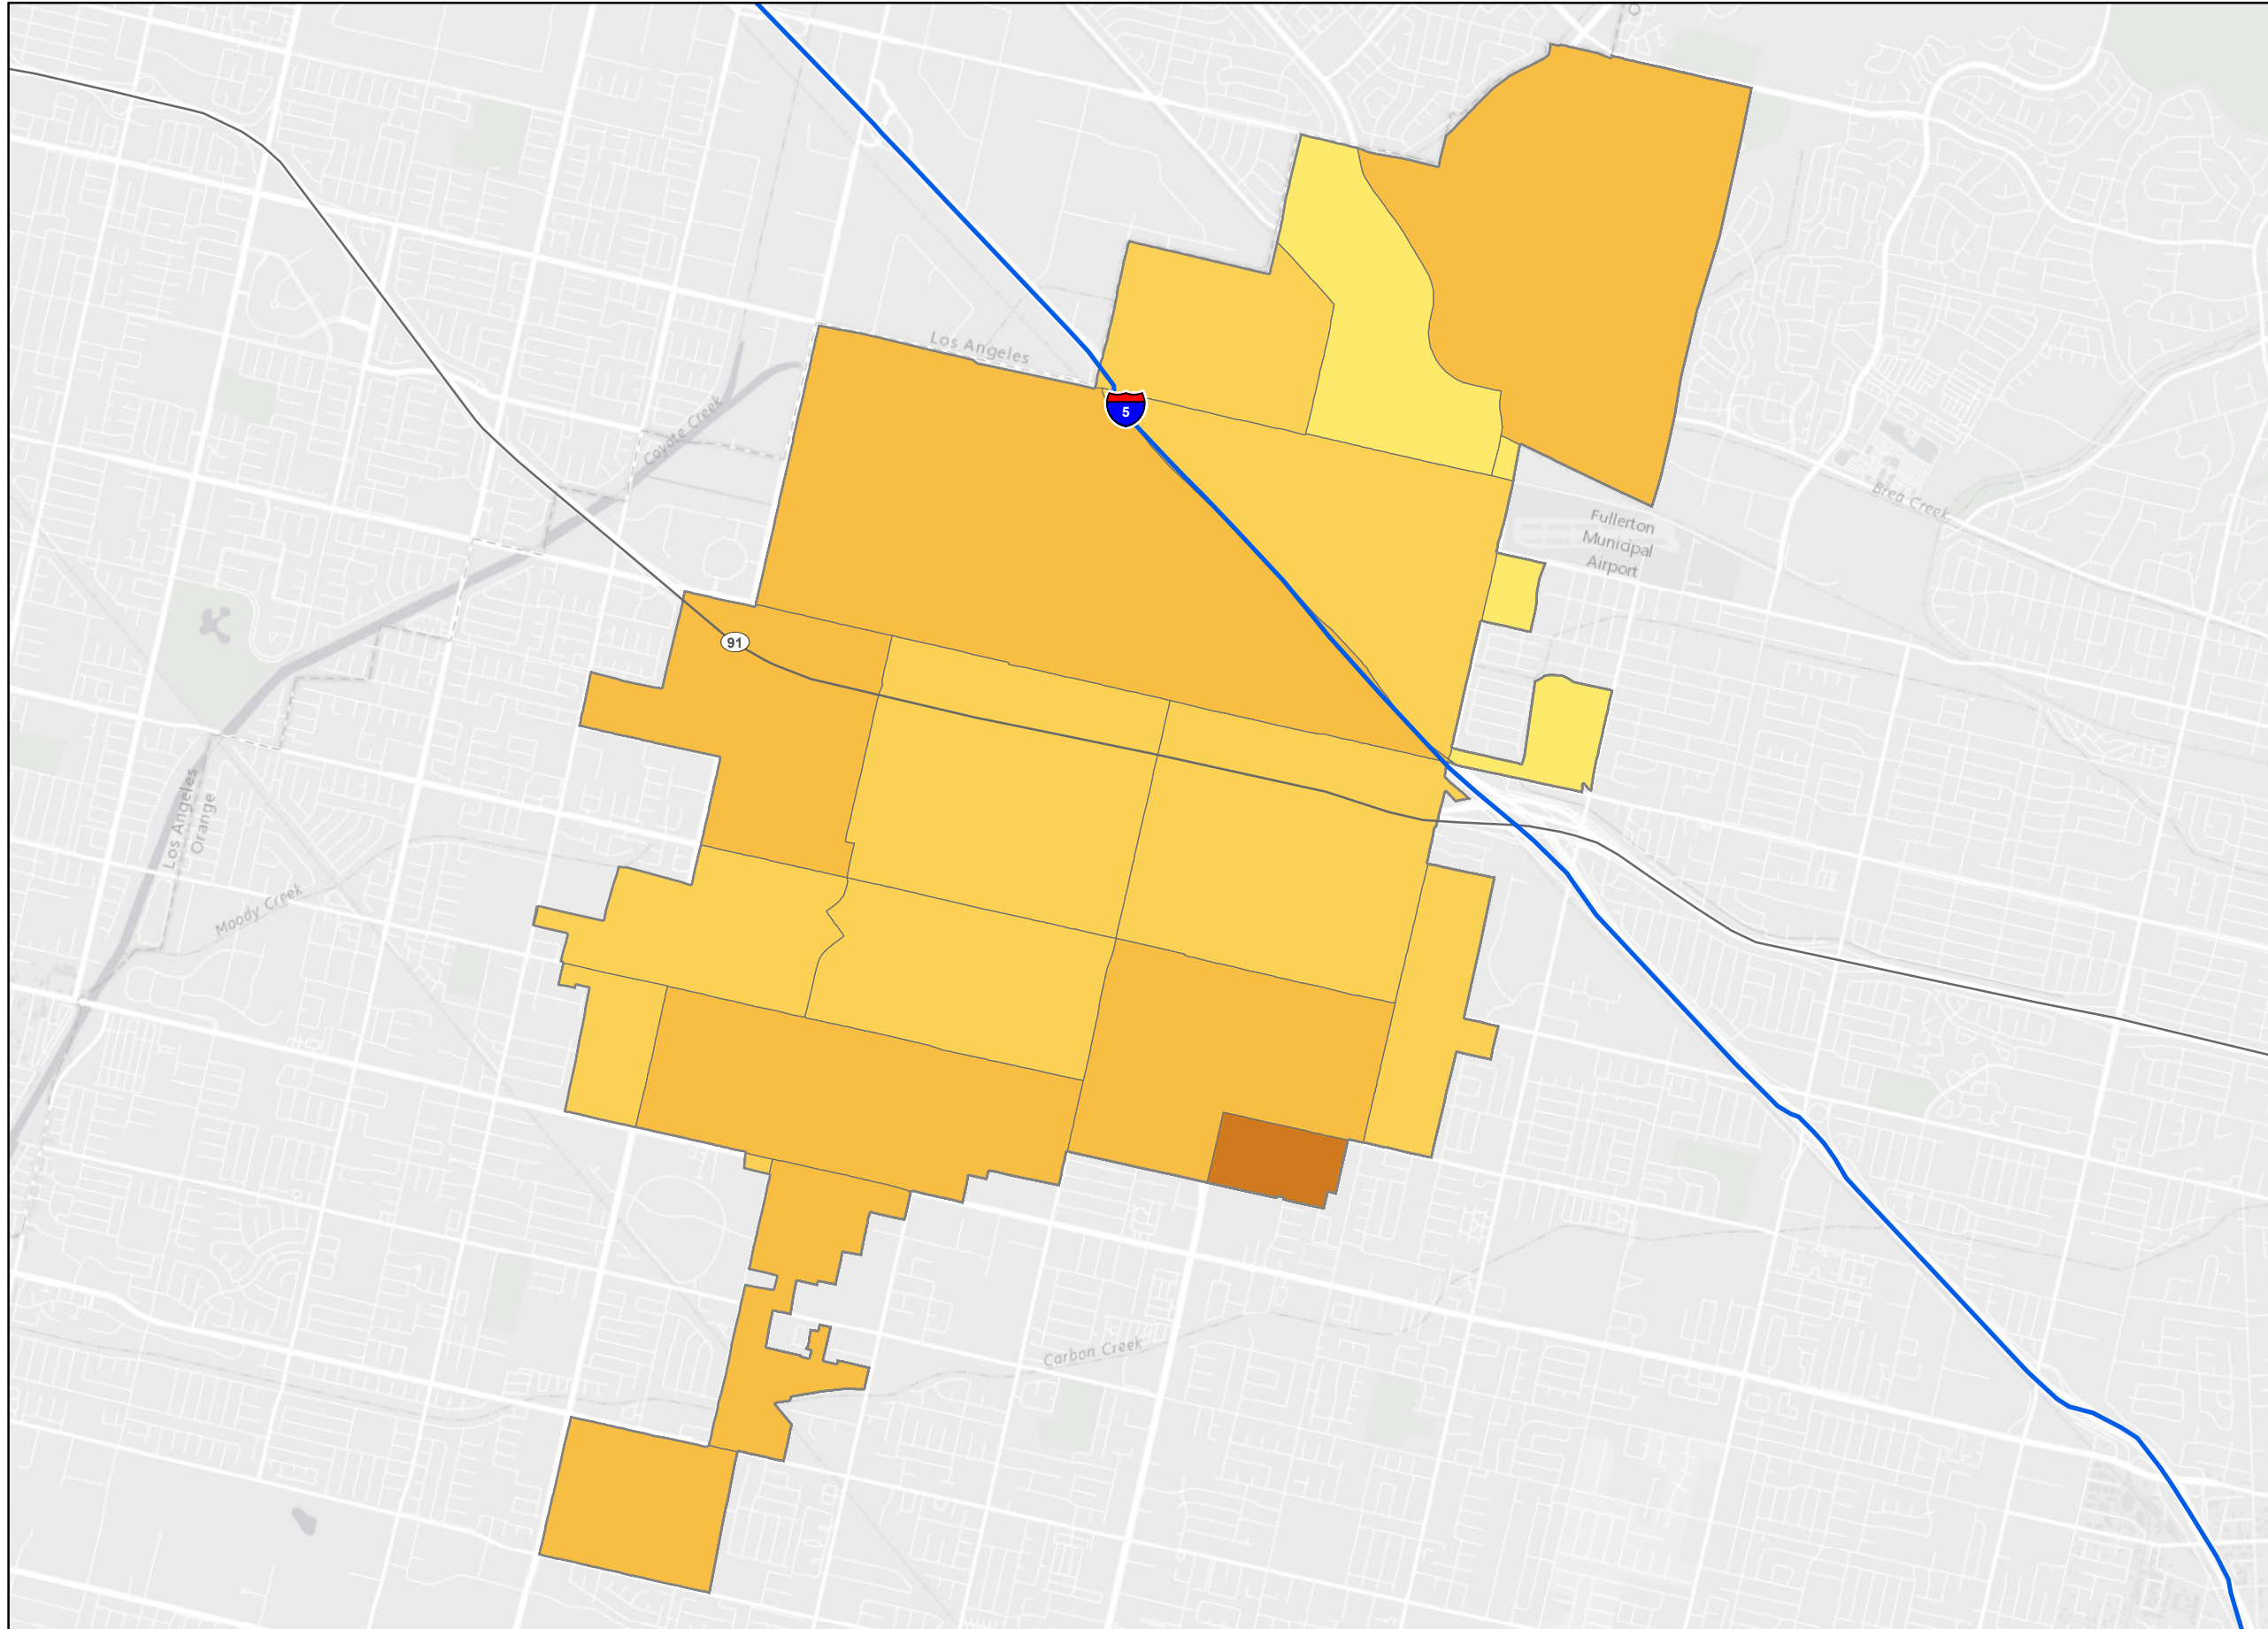 Los Angeles
5
Coyote Creek
Brea Creek
Fullerton
Municipal
Airport
91
Los Angeles
Orange
Moody Creek
Carbon Creek